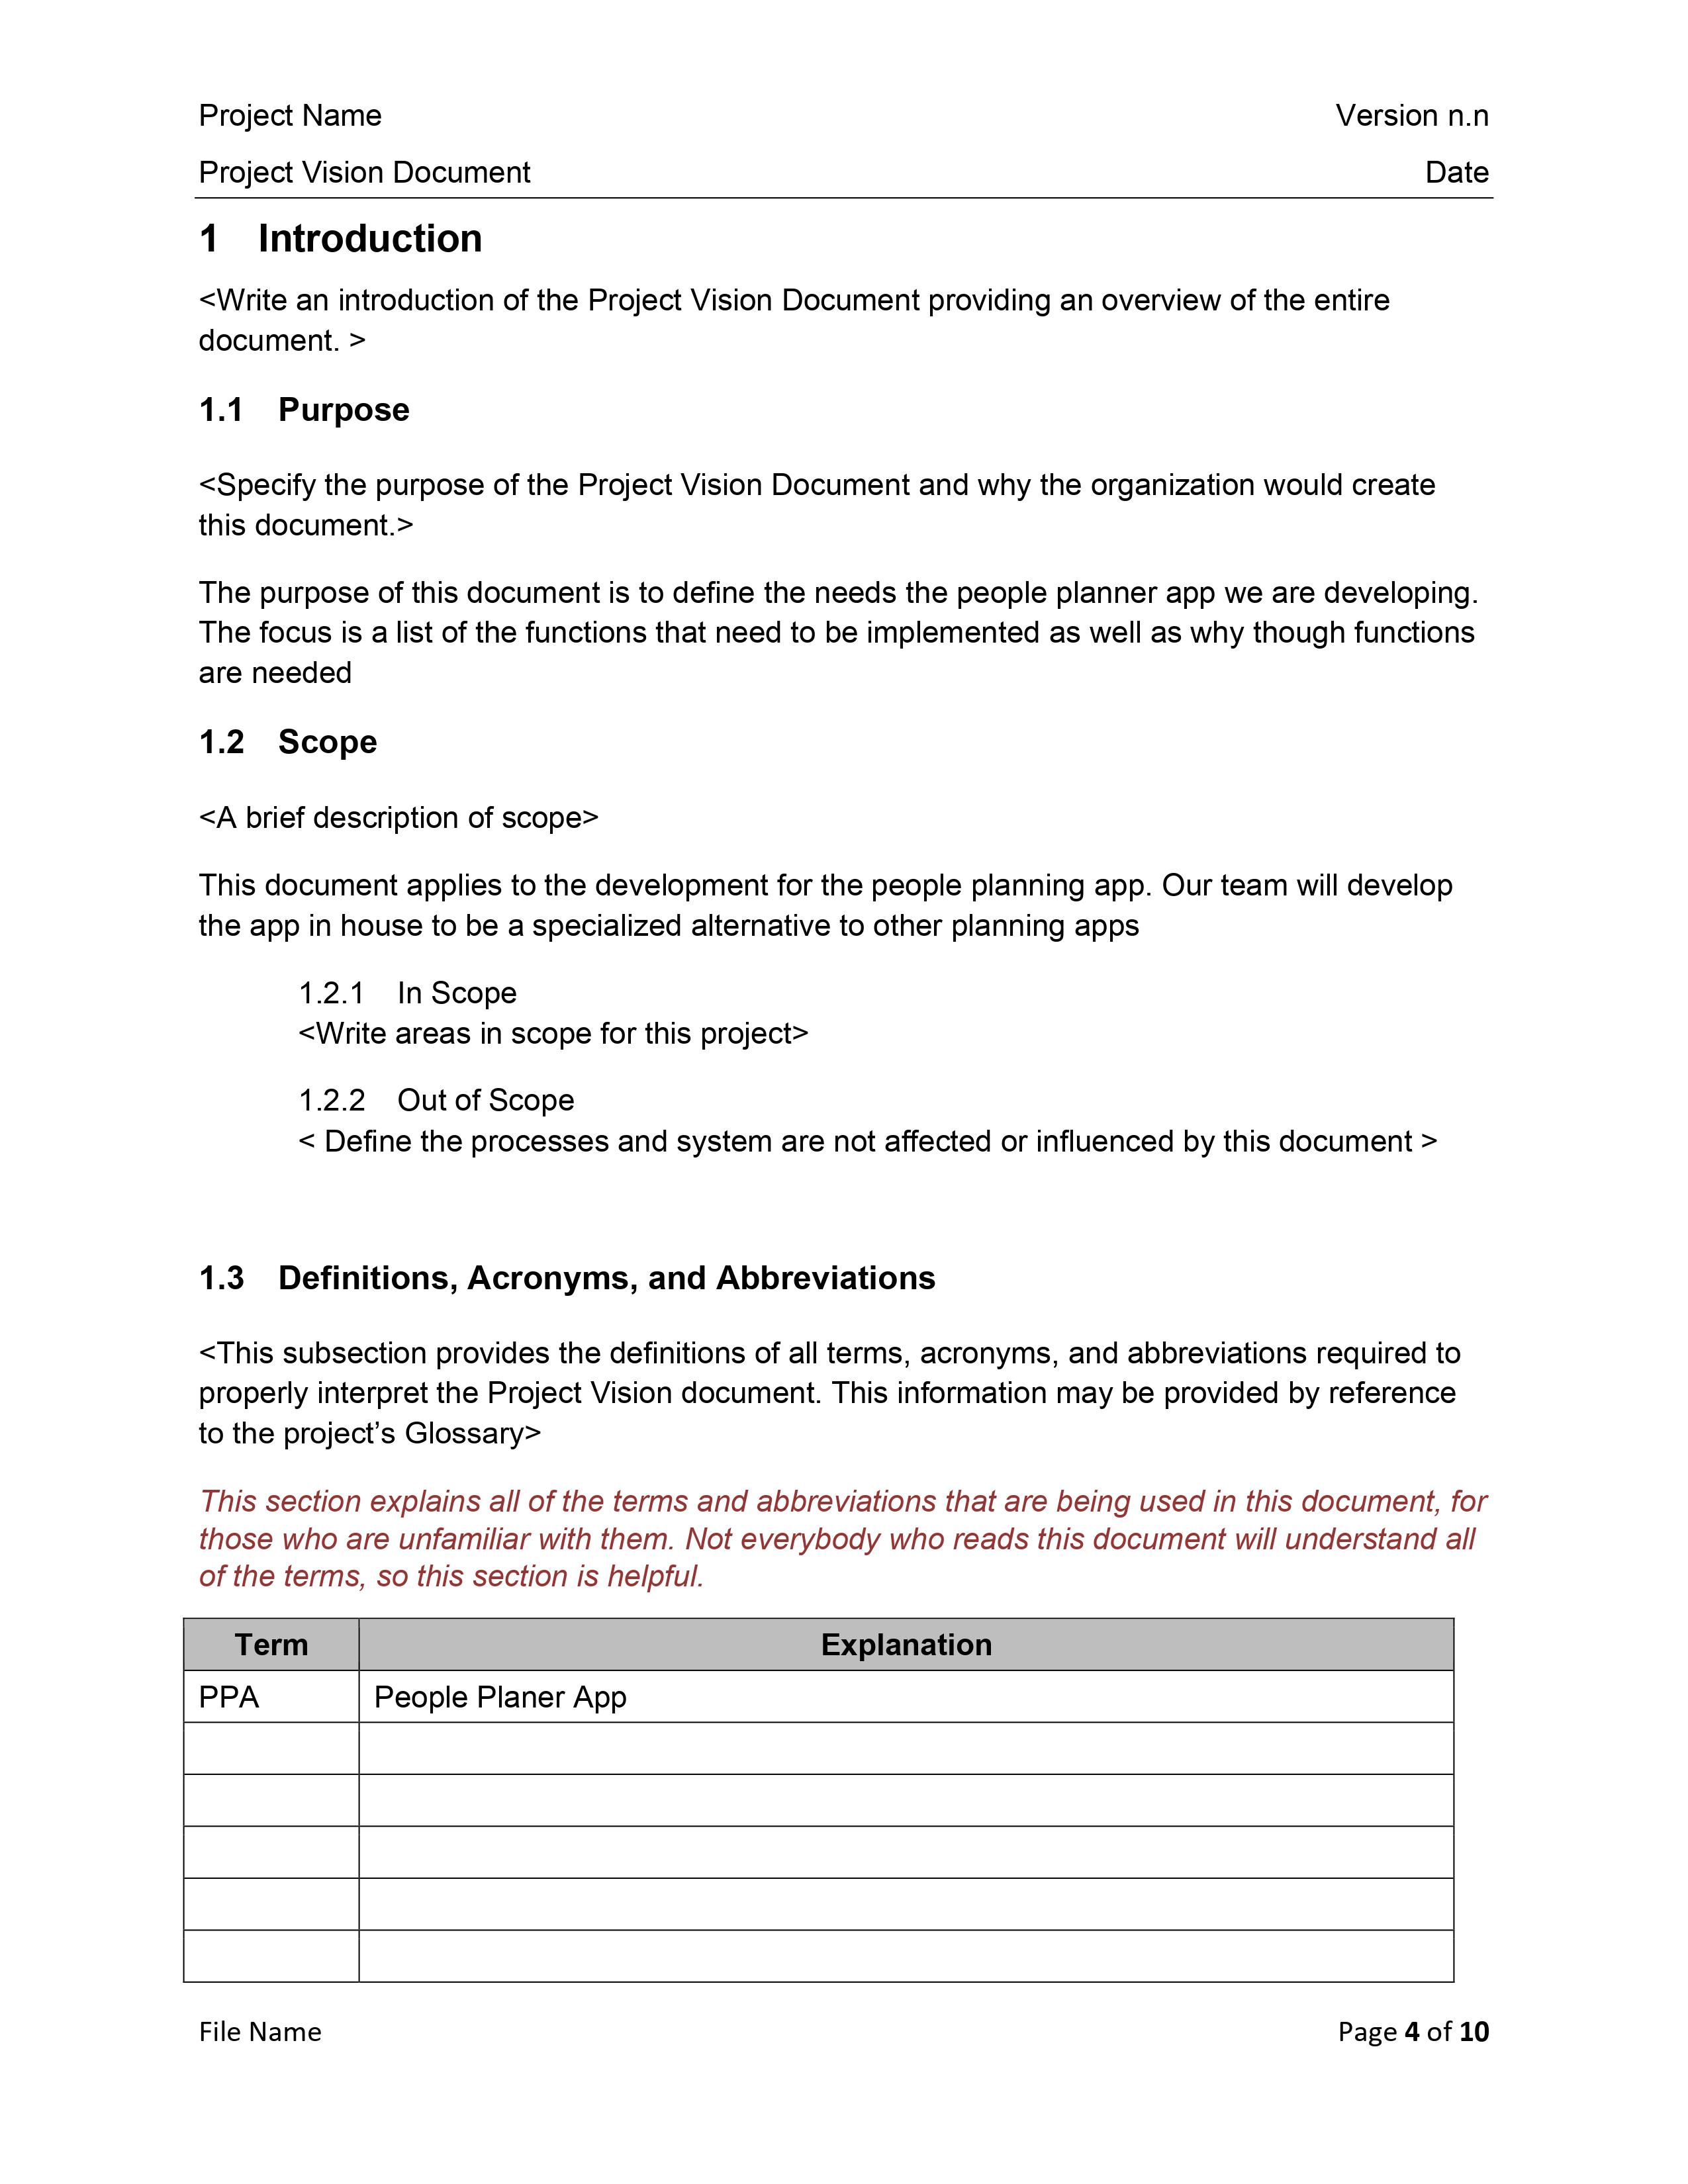 Project Name Version n.n
Project Vision Document Date
1 Introduction
<Write an introduction of the Project Vision Document providing an overview of the entire
document. >
1.1 Purpose
<Specify the purpose of the Project Vision Document and why the organization would create
this document.>
The purpose of this document is to define the needs the people planner app we are developing.
The focus is a list of the functions that need to be implemented as well as why though functions
are needed
1.2 Scope
<A brief description of scope>
This document applies to the development for the people planning app. Our team will develop
the app in house to be a specialized alternative to other planning apps
1.2.1 In Scope
<Write areas in scope for this project>
1.2.2 Out of Scope
< Define the processes and system are not affected or influenced by this document >
1.3 Definitions, Acronyms, and Abbreviations
<This subsection provides the definitions of all terms, acronyms, and abbreviations required to
properly interpret the Project Vision document. This information may be provided by reference
to the project’s Glossary>
This section explains all of the terms and abbreviations that are being used in this document, for
those who are unfamiliar with them. Not everybody who reads this document will understand all
of the terms, so this section is helpful.
Term Explanation
PPA People Planer App
File Name Page 4 of 10